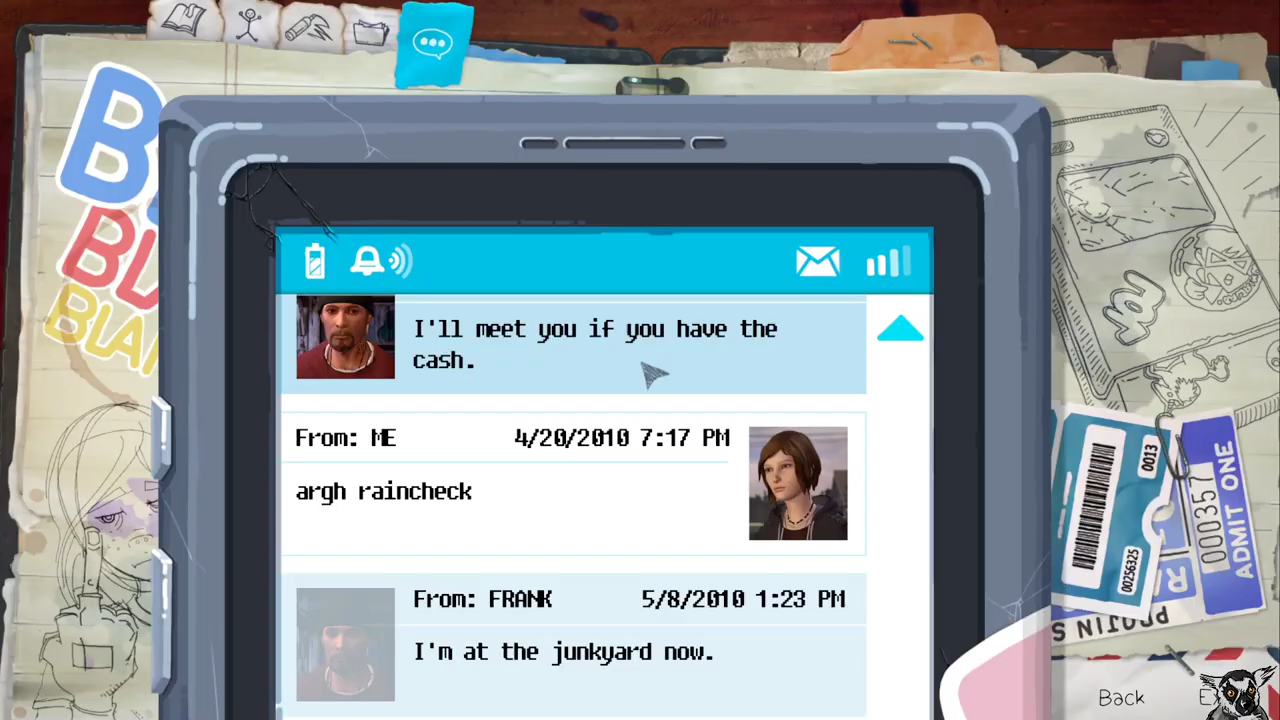 I'll meet you if you have the
cash.
From: ME 4/20/2010 7:17 PM
argh raincheck
From: FRANK 5/8/2010 1:23 PM
I'm at the junkyard now.
0013
00256325
000357
ADMIT ONE
Back